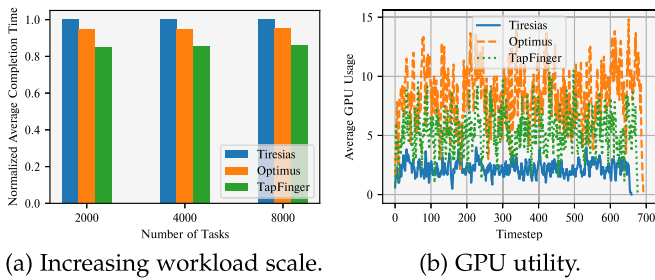 Normalized Average Completion Time
1.0
0.8
0.6
0.4
0.2
0.0
Tiresias
Optimus
TapFinger
2000
4000
8000
Number of Tasks
(a) Increasing workload scale.
Average GPU Usage
15
10
5
0
Tiresias
Optimus
TapFinger
0 100 200 300 400 500 600 700
Timestep
(b) GPU utility.